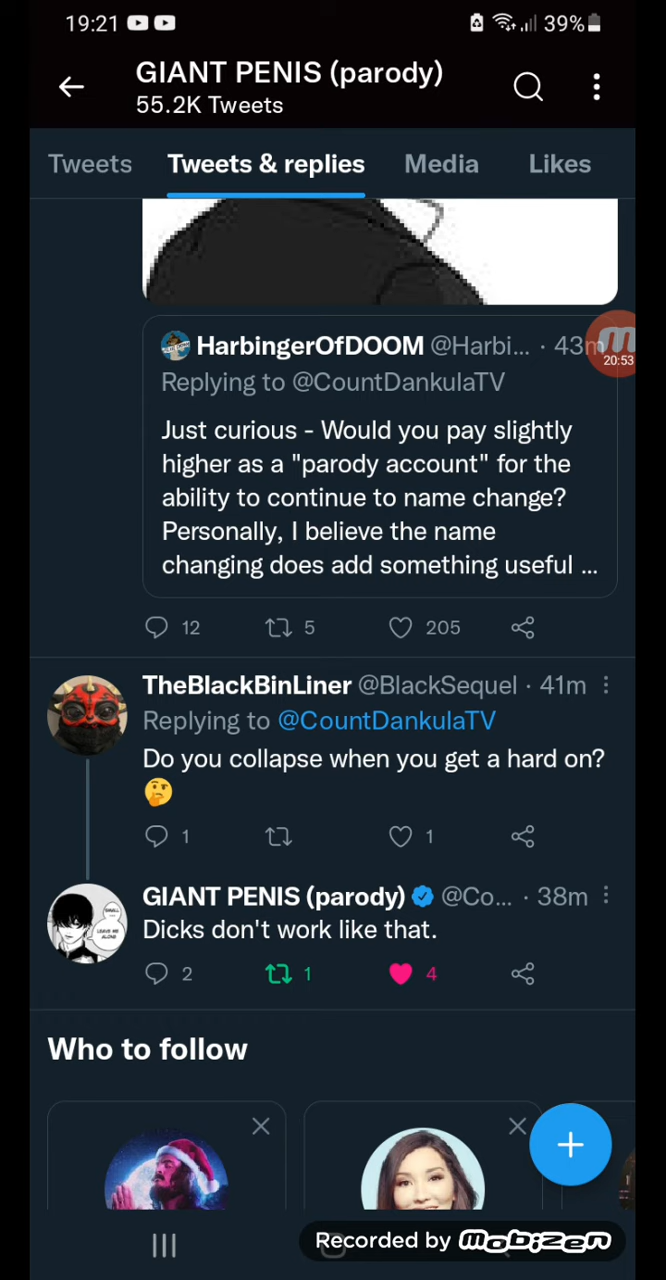 19:21 39%
GIANT PENIS (parody)
55.2K Tweets
Tweets Tweets & replies Media Likes
HarbingerOfDOOM @Harbi... · 43m
20:53
Replying to @CountDankulaTV
Just curious - Would you pay slightly
higher as a "parody account" for the
ability to continue to name change?
Personally, I believe the name
changing does add something useful ...
12 5 205
TheBlackBinLiner @BlackSequel · 41m
Replying to @CountDankulaTV
Do you collapse when you get a hard on?
🤔
1 1
GIANT PENIS (parody) @Co... · 38m
LEAVE ME
ALONE
Dicks don't work like that.
2 1 4
Who to follow
Recorded by mobizen